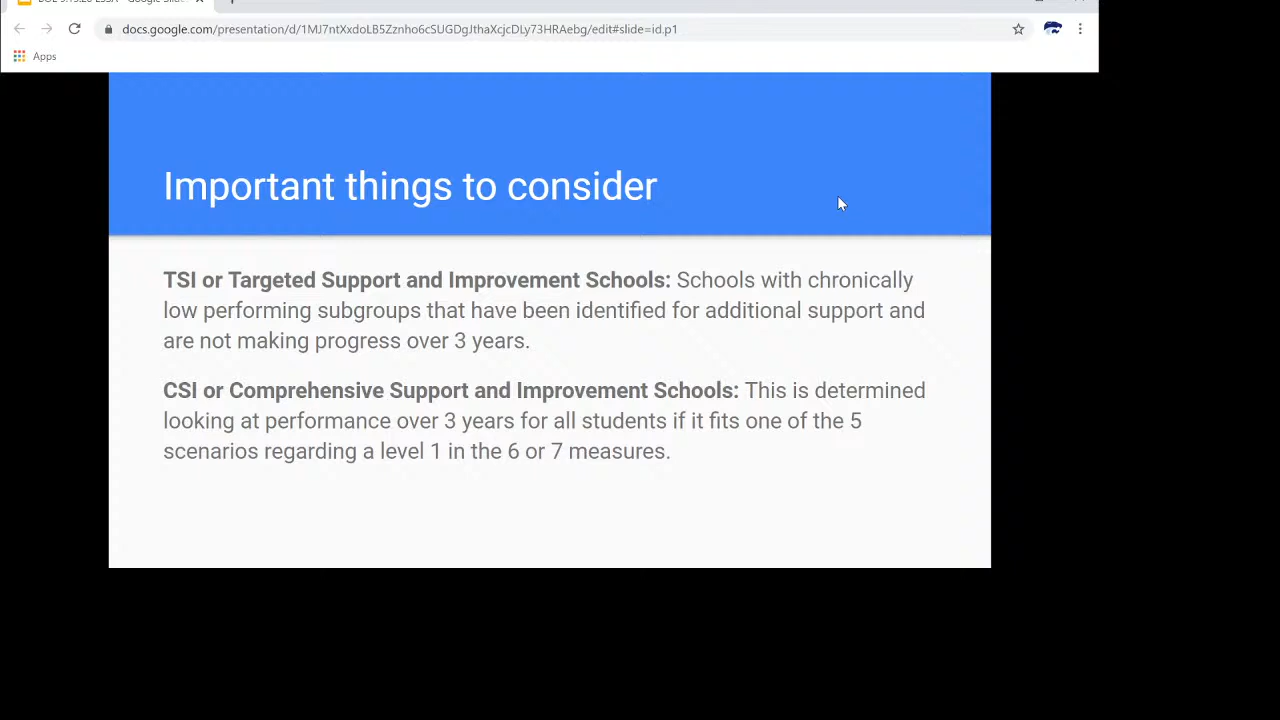 docs.google.com/presentation/d/1MJ7ntXxdoLB5Zznho6cSUGDgJthaXcjcDLy73HRAebg/edit#slide=id.p1
Apps
Important things to consider
TSI or Targeted Support and Improvement Schools: Schools with chronically
low performing subgroups that have been identified for additional support and
are not making progress over 3 years.
CSI or Comprehensive Support and Improvement Schools: This is determined
looking at performance over 3 years for all students if it fits one of the 5
scenarios regarding a level 1 in the 6 or 7 measures.